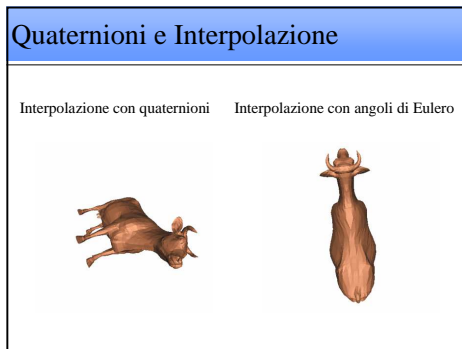 Quaternioni e Interpolazione
Interpolazione con quaternioni
Interpolazione con angoli di Eulero